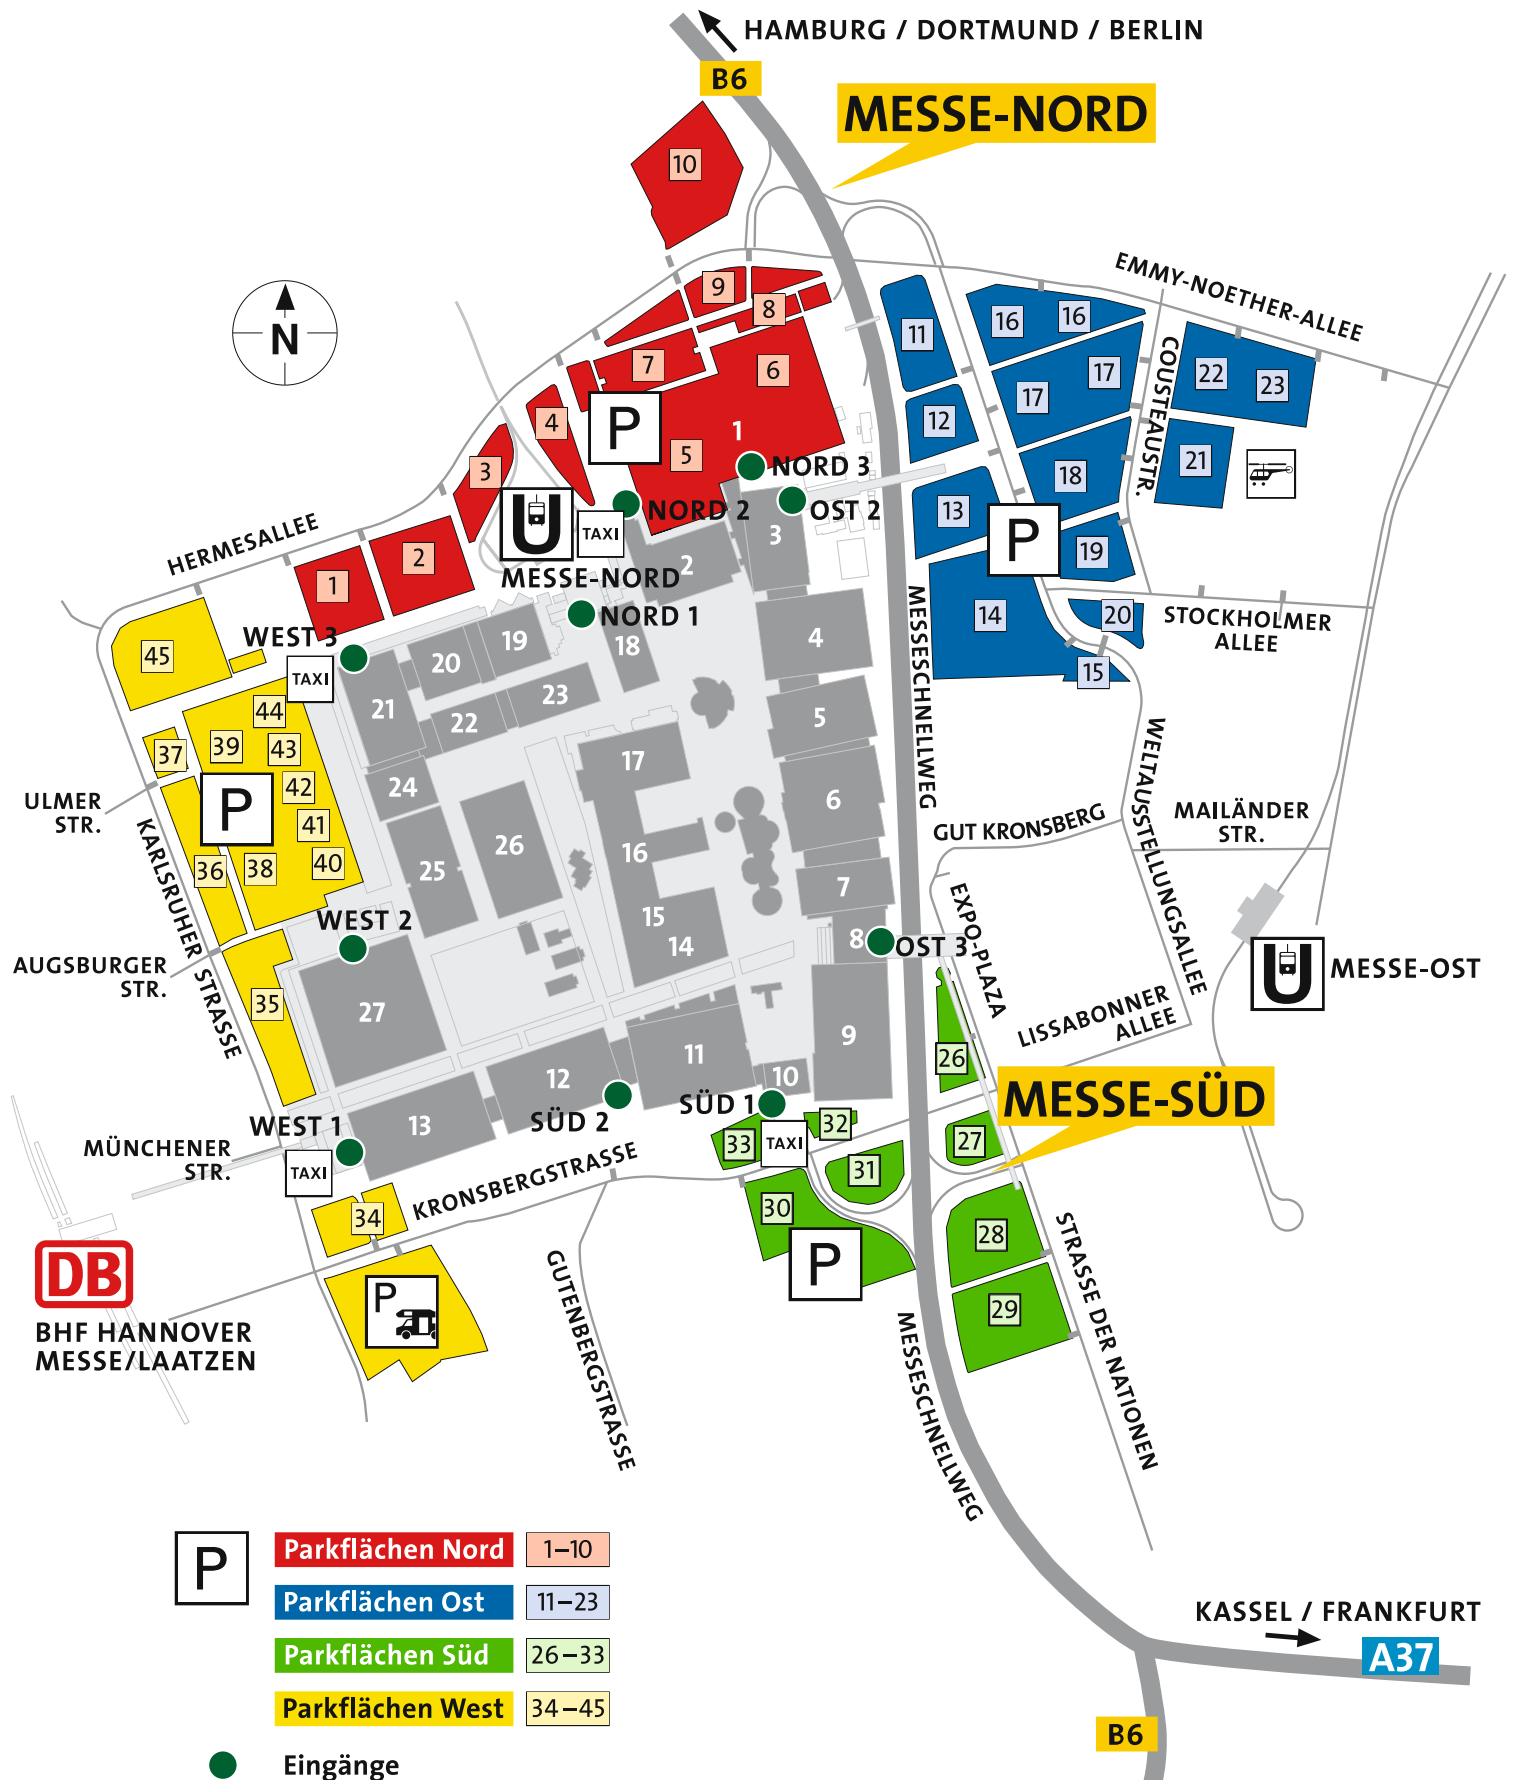 HAMBURG / DORTMUND / BERLIN
B6
MESSE-NORD
10
EMMY-NOETHER-ALLEE
9
8
7
6
11
16
16
17
17
COUSTEAUSTR.
22
23
N
4
P
5
1
12
3
NORD 3
18
21
U
TAXI
NORD 2
OST 2
13
P
3
19
HERMESALLEE
2
1
MESSE-NORD
2
NORD 1
14
20
STOCKHOLMER
ALLEE
15
45
WEST 3
TAXI
19
18
20
4
MESSESCHNELLWEG
21
23
22
5
44
39
43
37
42
P
24
17
6
ULMER
STR.
41
36
38
40
26
16
25
7
GUT KRONSBERG
WELTAUSSTELLUNGSALLEE
MAILÄNDER
STR.
KARLSRUHER STRASSE
WEST 2
15
14
8
OST 3
EXPO-PLAZA
AUGSBURGER
STR.
35
27
U
MESSE-OST
LISSABONNER
ALLEE
11
9
26
12
10
MESSE-SÜD
SÜD 1
SÜD 2
WEST 1
13
MÜNCHENER
STR.
TAXI
33
TAXI
32
27
31
KRONSBERGSTRASSE
34
30
28
P
P
29
DB
BHF HANNOVER
MESSE/LAATZEN
GUTENBERGSTRASSE
MESSESCHNELLWEG
STRASSE DER NATIONEN
P
Parkflächen Nord
1–10
Parkflächen Ost
11–23
Parkflächen Süd
26–33
Parkflächen West
34–45
Eingänge
KASSEL / FRANKFURT
A37
B6